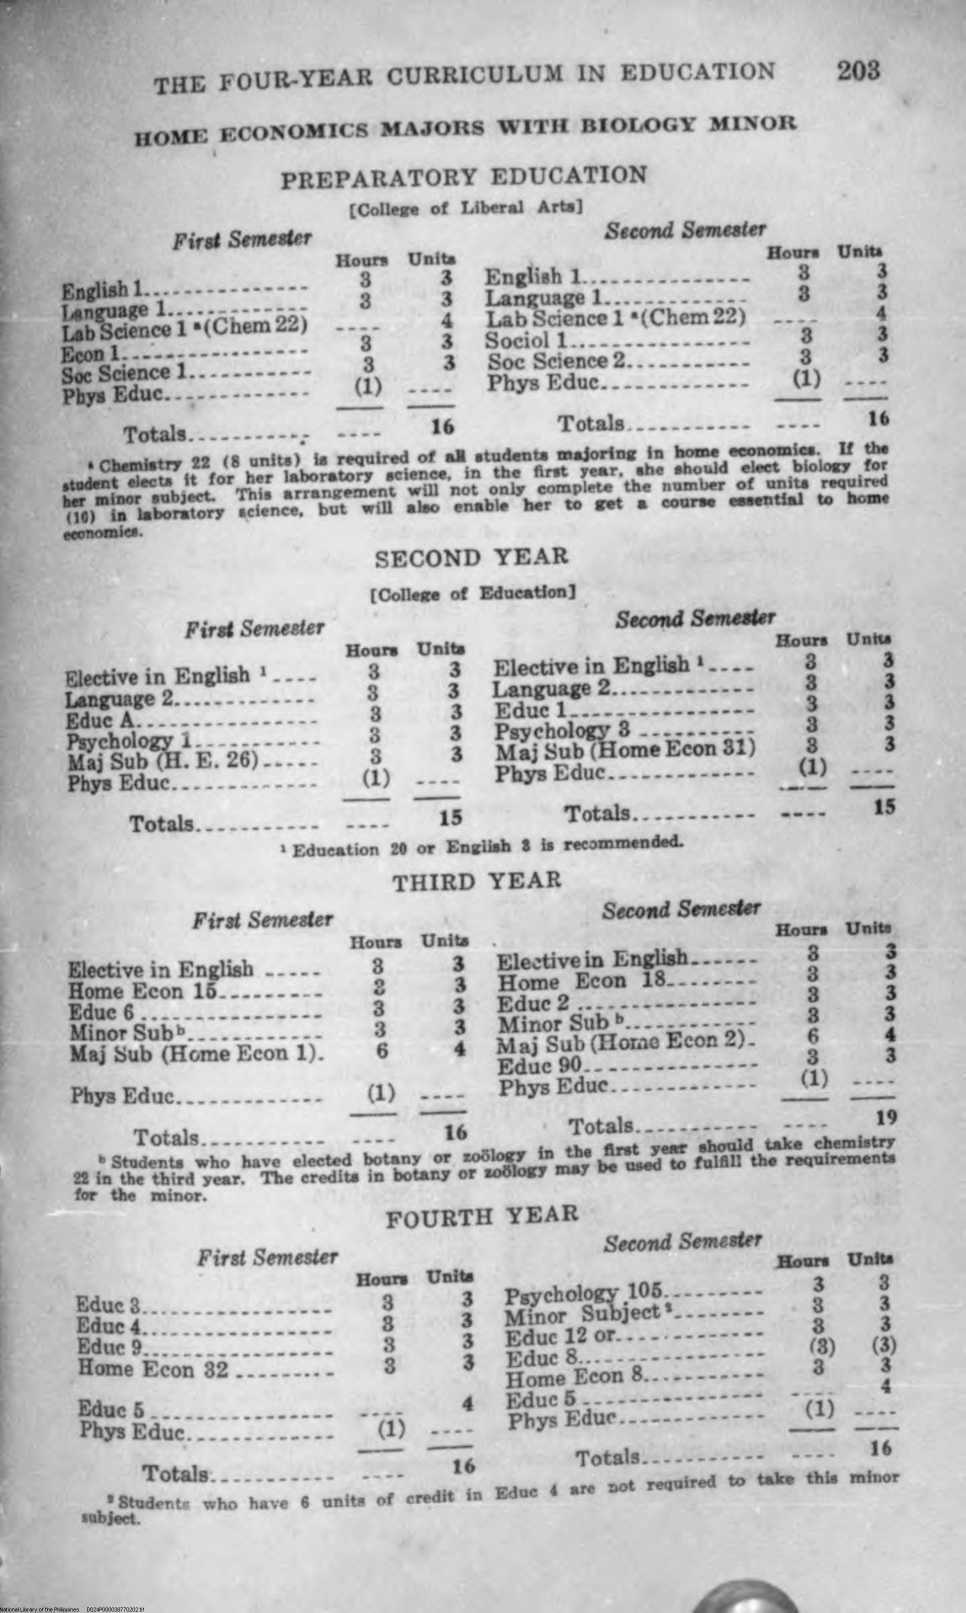 THE FOUR-YEAR CURRICULUM IN EDUCATION 203
HOME ECONOMICS MAJORS WITH BIOLOGY MINOR
PREPARATORY EDUCATION
[College of Liberal Arts]
First Semester
Hours Units
English 1 3 3
Language 1 3 3
Lab Science 1 a (Chem 22) ---- 4
Econ 1 3 3
Soc Science 1 3 3
Phys Educ (1) ----
Totals ---- 16
Second Semester
Hours Units
English 1 3 3
Language 1 3 3
Lab Science 1 a (Chem 22) ---- 4
Sociol 1 3 3
Soc Science 2 3 3
Phys Educ (1) ----
Totals ---- 16
a Chemistry 22 (8 units) is required of all students majoring in home economics. If the
student elects it for her laboratory science, in the first year, she should elect biology for
her minor subject. This arrangement will not only complete the number of units required
(16) in laboratory science, but will also enable her to get a course essential to home
economics.
SECOND YEAR
[College of Education]
First Semester
Hours Units
Elective in English 1 3 3
Language 2 3 3
Educ A 3 3
Psychology 1 3 3
Maj Sub (H. E. 26) 3 3
Phys Educ (1) ----
Totals ---- 15
Second Semester
Hours Units
Elective in English 1 3 3
Language 2 3 3
Educ 1 3 3
Psychology 3 3 3
Maj Sub (Home Econ 31) 3 3
Phys Educ (1) ----
Totals ---- 15
1 Education 20 or English 3 is recommended.
THIRD YEAR
First Semester
Hours Units
Elective in English 3 3
Home Econ 15 3 3
Educ 6 3 3
Minor Sub b 3 3
Maj Sub (Home Econ 1) 6 4
Phys Educ (1) ----
Totals ---- 16
Second Semester
Hours Units
Elective in English 3 3
Home Econ 18 3 3
Educ 2 3 3
Minor Sub b 3 3
Maj Sub (Home Econ 2) 6 4
Educ 90 3 3
Phys Educ (1) ----
Totals ---- 19
b Students who have elected botany or zoölogy in the first year should take chemistry
22 in the third year. The credits in botany or zoölogy may be used to fulfill the requirements
for the minor.
FOURTH YEAR
First Semester
Hours Units
Educ 3 3 3
Educ 4 3 3
Educ 9 3 3
Home Econ 32 3 3
Educ 5 ---- 4
Phys Educ (1) ----
Totals ---- 16
Second Semester
Hours Units
Psychology 105 3 3
Minor Subject 2 3 3
Educ 12 or 3 3
Educ 8 (3) (3)
Home Econ 8 3 3
Educ 5 ---- 4
Phys Educ (1) ----
Totals ---- 16
2 Students who have 6 units of credit in Educ 4 are not required to take this minor
subject.
National Library of the Philippines